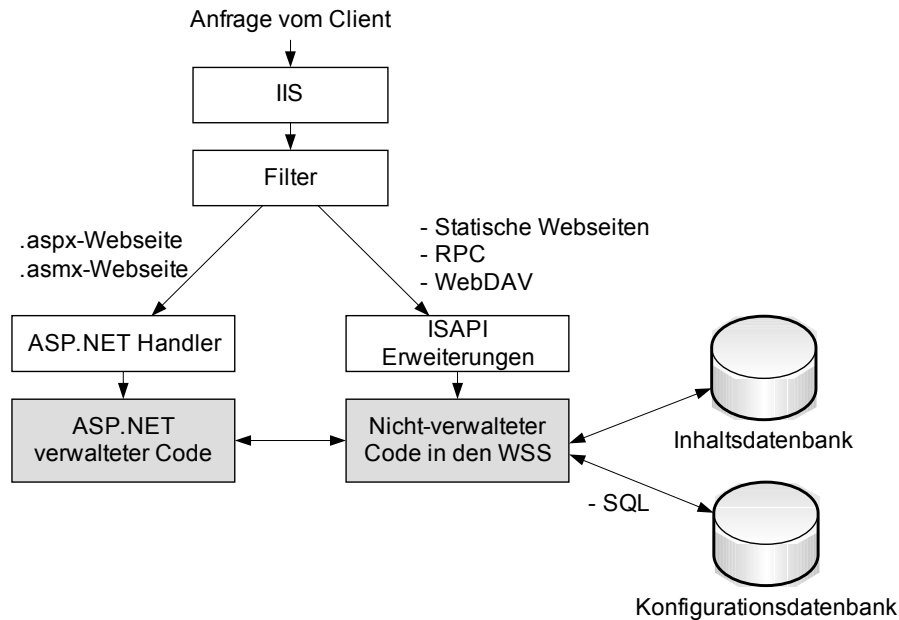 Anfrage vom Client
IIS
Filter
.aspx-Webseite
.asmx-Webseite
- Statische Webseiten
- RPC
- WebDAV
ASP.NET Handler
ISAPI
Erweiterungen
ASP.NET
verwalteter Code
Nicht-verwalteter
Code in den WSS
Inhaltsdatenbank
- SQL
Konfigurationsdatenbank